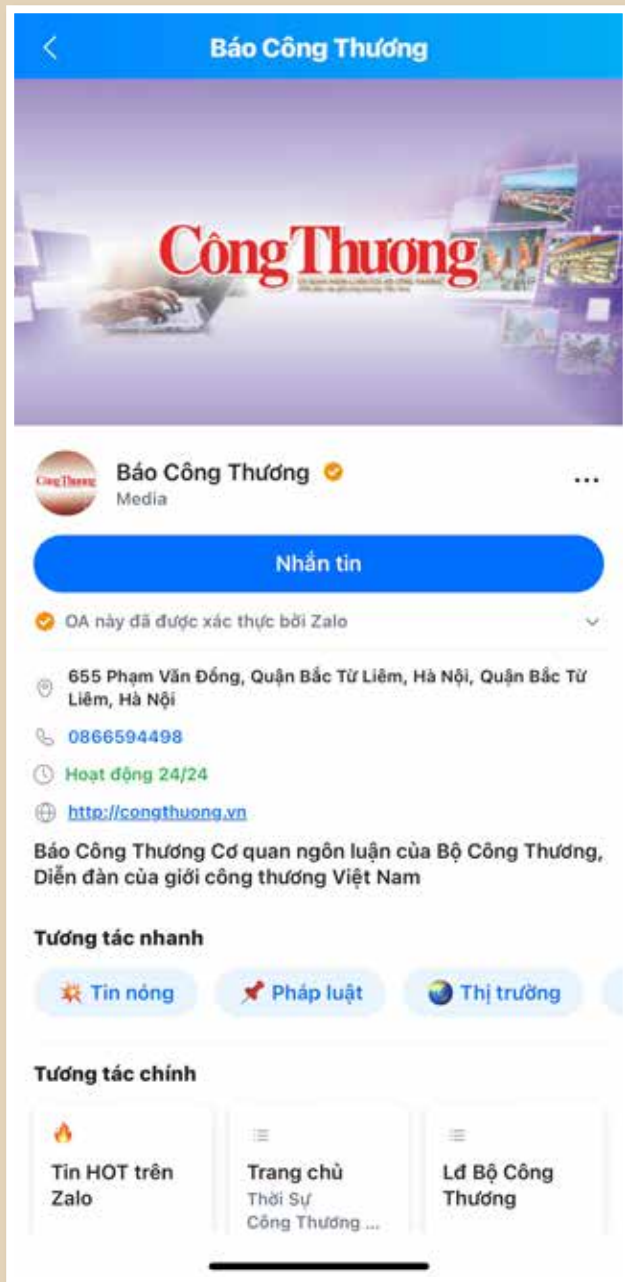 Báo Công Thương
Công Thương
Công Thương
Báo Công Thương
Media
Nhắn tin
OA này đã được xác thực bởi Zalo
655 Phạm Văn Đồng, Quận Bắc Từ Liêm, Hà Nội, Quận Bắc Từ
Liêm, Hà Nội
0866594498
Hoạt động 24/24
http://congthuong.vn
Báo Công Thương Cơ quan ngôn luận của Bộ Công Thương,
Diễn đàn của giới công thương Việt Nam
Tương tác nhanh
Tin nóng Pháp luật Thị trường
Tương tác chính
Tin HOT trên
Zalo
Trang chủ
Thời Sự
Công Thương ...
Lđ Bộ Công
Thương